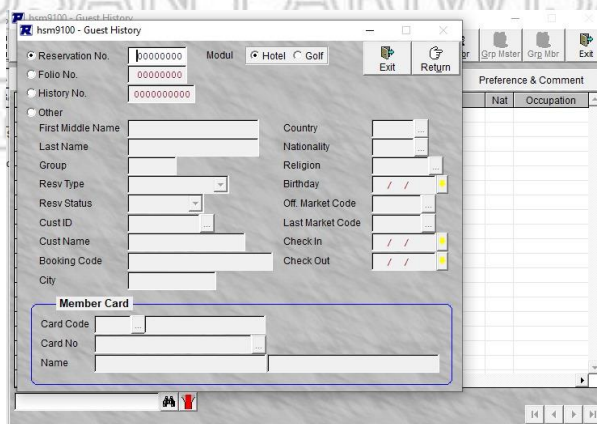 hsm9100 - Guest History
hsm9100 - Guest History
Reservation No. 00000000 Modul Hotel Golf
Exit Return
Grp Mster Grp Mbr Exit
Folio No. 00000000
Preference & Comment
History No. 0000000000
Nat Occupation
Other
First Middle Name Country ...
Last Name Nationality ...
Group Religion ...
Resv Type Birthday / /
Resv Status Off. Market Code ...
Cust ID ... Last Market Code ...
Cust Name Check In / /
Booking Code Check Out / /
City
Member Card
Card Code ...
Card No ...
Name